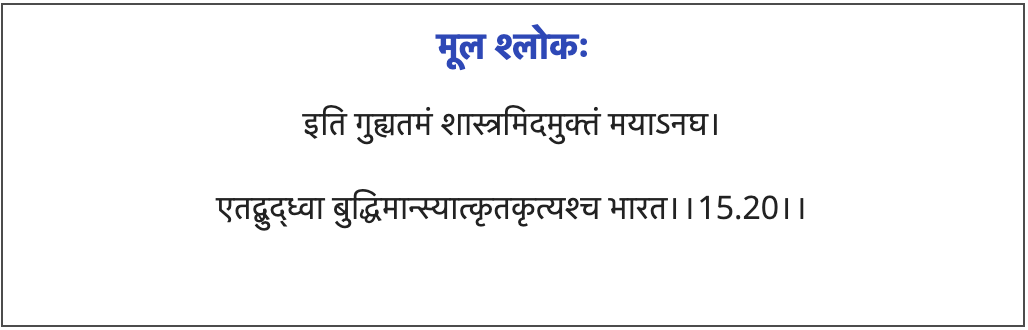 मूल श्लोकः
इति गुह्यतमं शास्त्रमिदमुक्तं मयाऽनघ।
एतद्बुद्ध्वा बुद्धिमान्स्यात्कृतकृत्यश्च भारत।।15.20।।